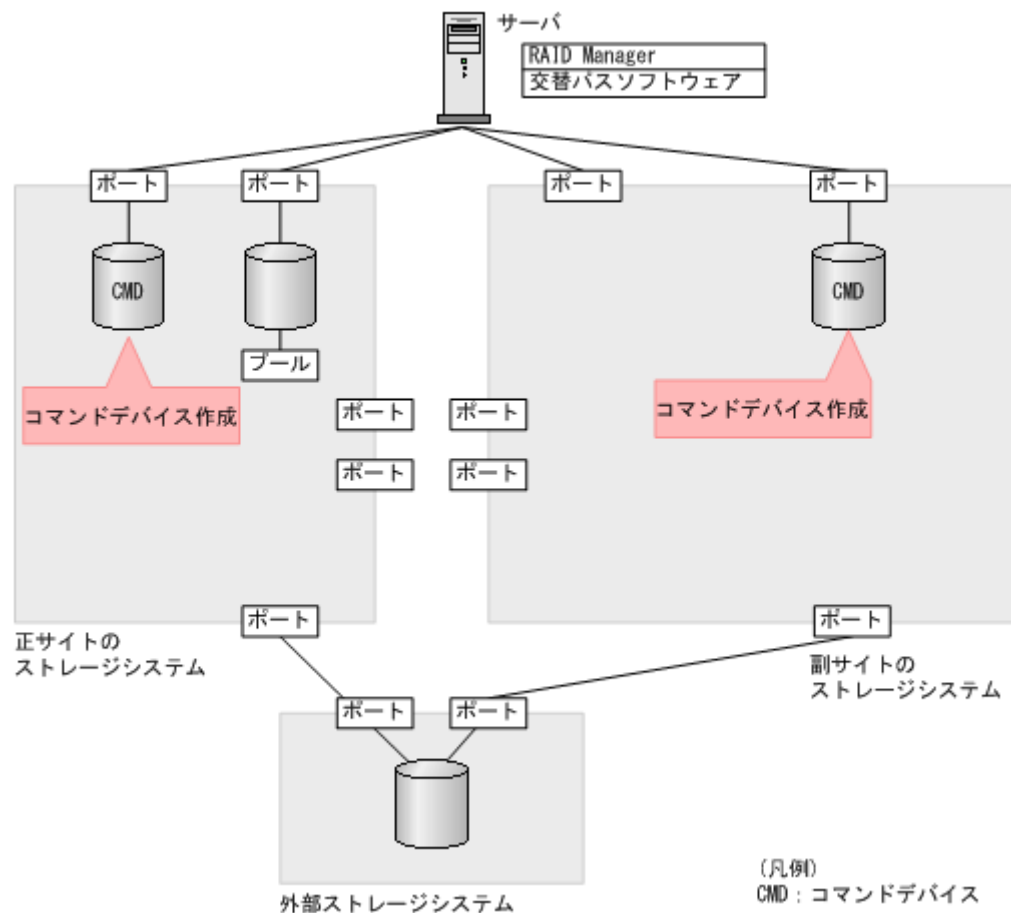 サーバ
RAID Manager
交替パスソフトウェア
ポート
ポート
ポート
ポート
CMD
CMD
プール
コマンドデバイス作成
コマンドデバイス作成
ポート
ポート
ポート
ポート
ポート
ポート
正サイトの
ストレージシステム
副サイトの
ストレージシステム
ポート
ポート
外部ストレージシステム
(凡例)
CMD : コマンドデバイス